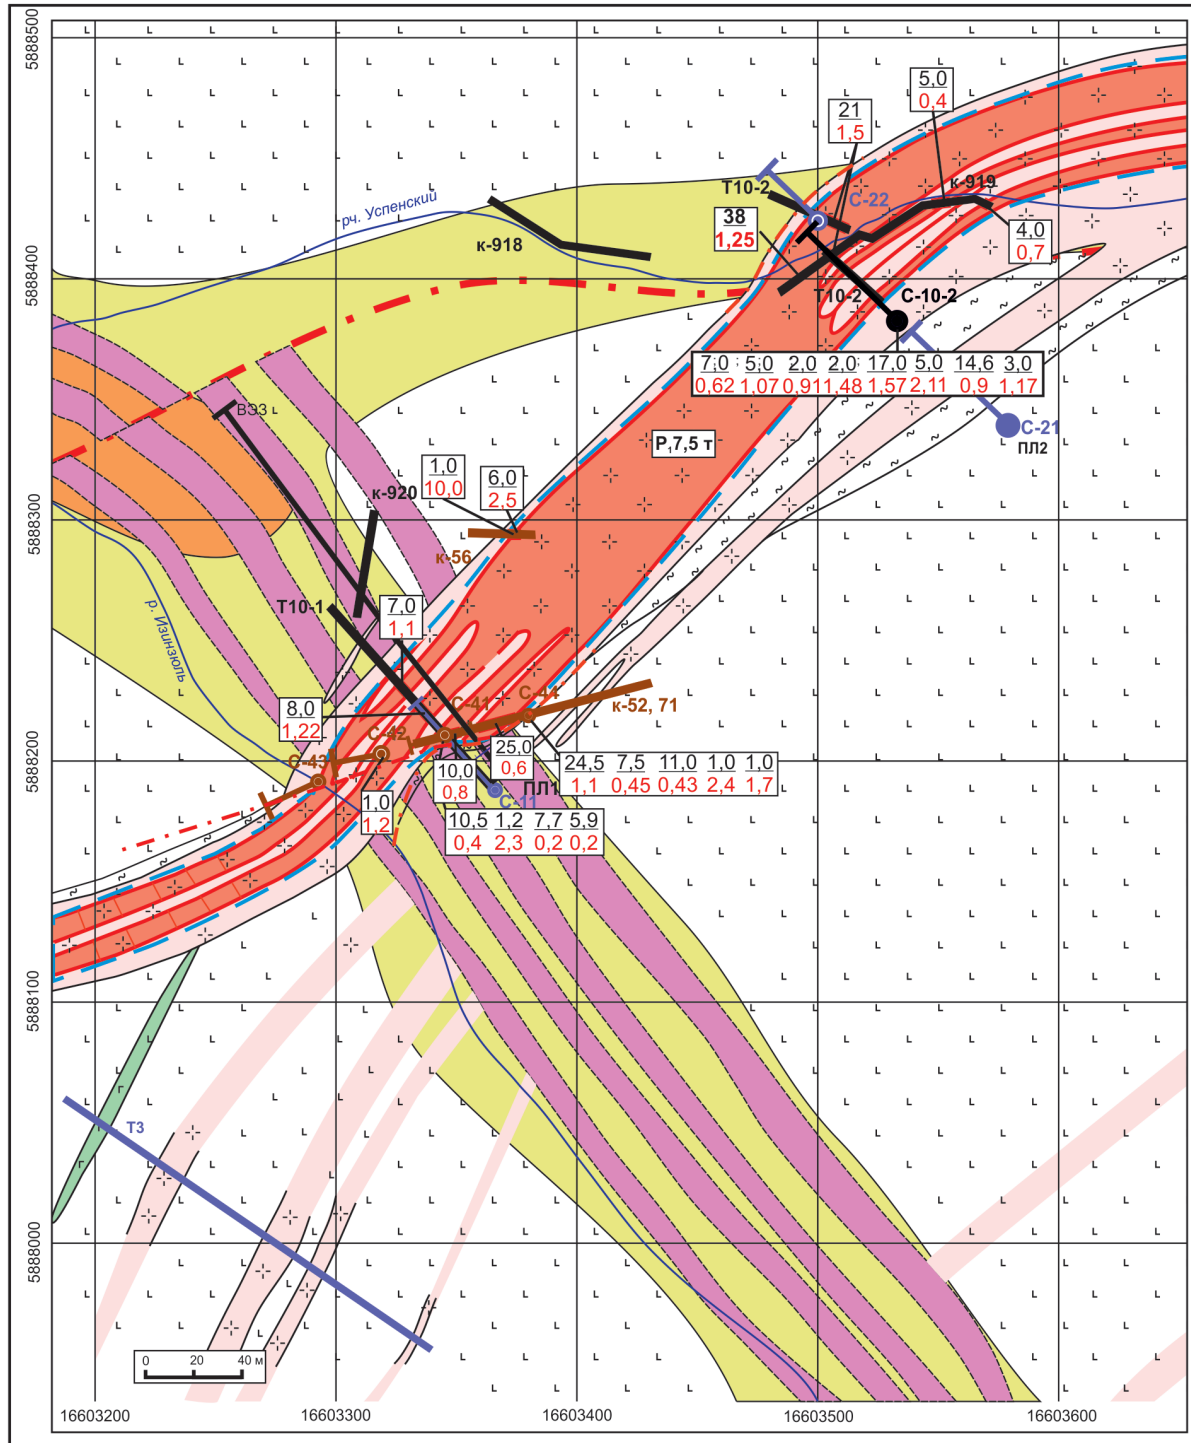 5888500
5888400
5888300
5888200
5888100
5888000
5,0
0,4
21
1,5
Т10-2
к-919
С-22
рч. Успенский
к-918
38
1,25
4,0
0,7
Т10-2
С-10-2
7,0 5,0 2,0 2,0 17,0 5,0 14,6 3,0
0,62 1,07 0,91 1,48 1,57 2,11 0,9 1,17
ВЭЗ
С-21
ПЛ2
Р₁7,5 т
1,0
10,0
6,0
2,5
к-920
к-56
р. Изинзюль
Т10-1
7,0
1,1
8,0
1,22
С-41
С-44
к-52, 71
С-42
С-43
25,0
0,6
10,0
0,8
24,5 7,5 11,0 1,0 1,0
1,1 0,45 0,43 2,4 1,7
ПЛ1
С-11
1,0
1,2
10,5 1,2 7,7 5,9
0,4 2,3 0,2 0,2
Т3
0 20 40 м
16603200 16603300 16603400 16603500 16603600